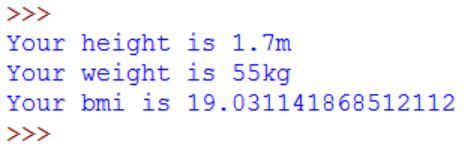 >>>
Your height is 1.7m
Your weight is 55kg
Your bmi is 19.031141868512112
>>>